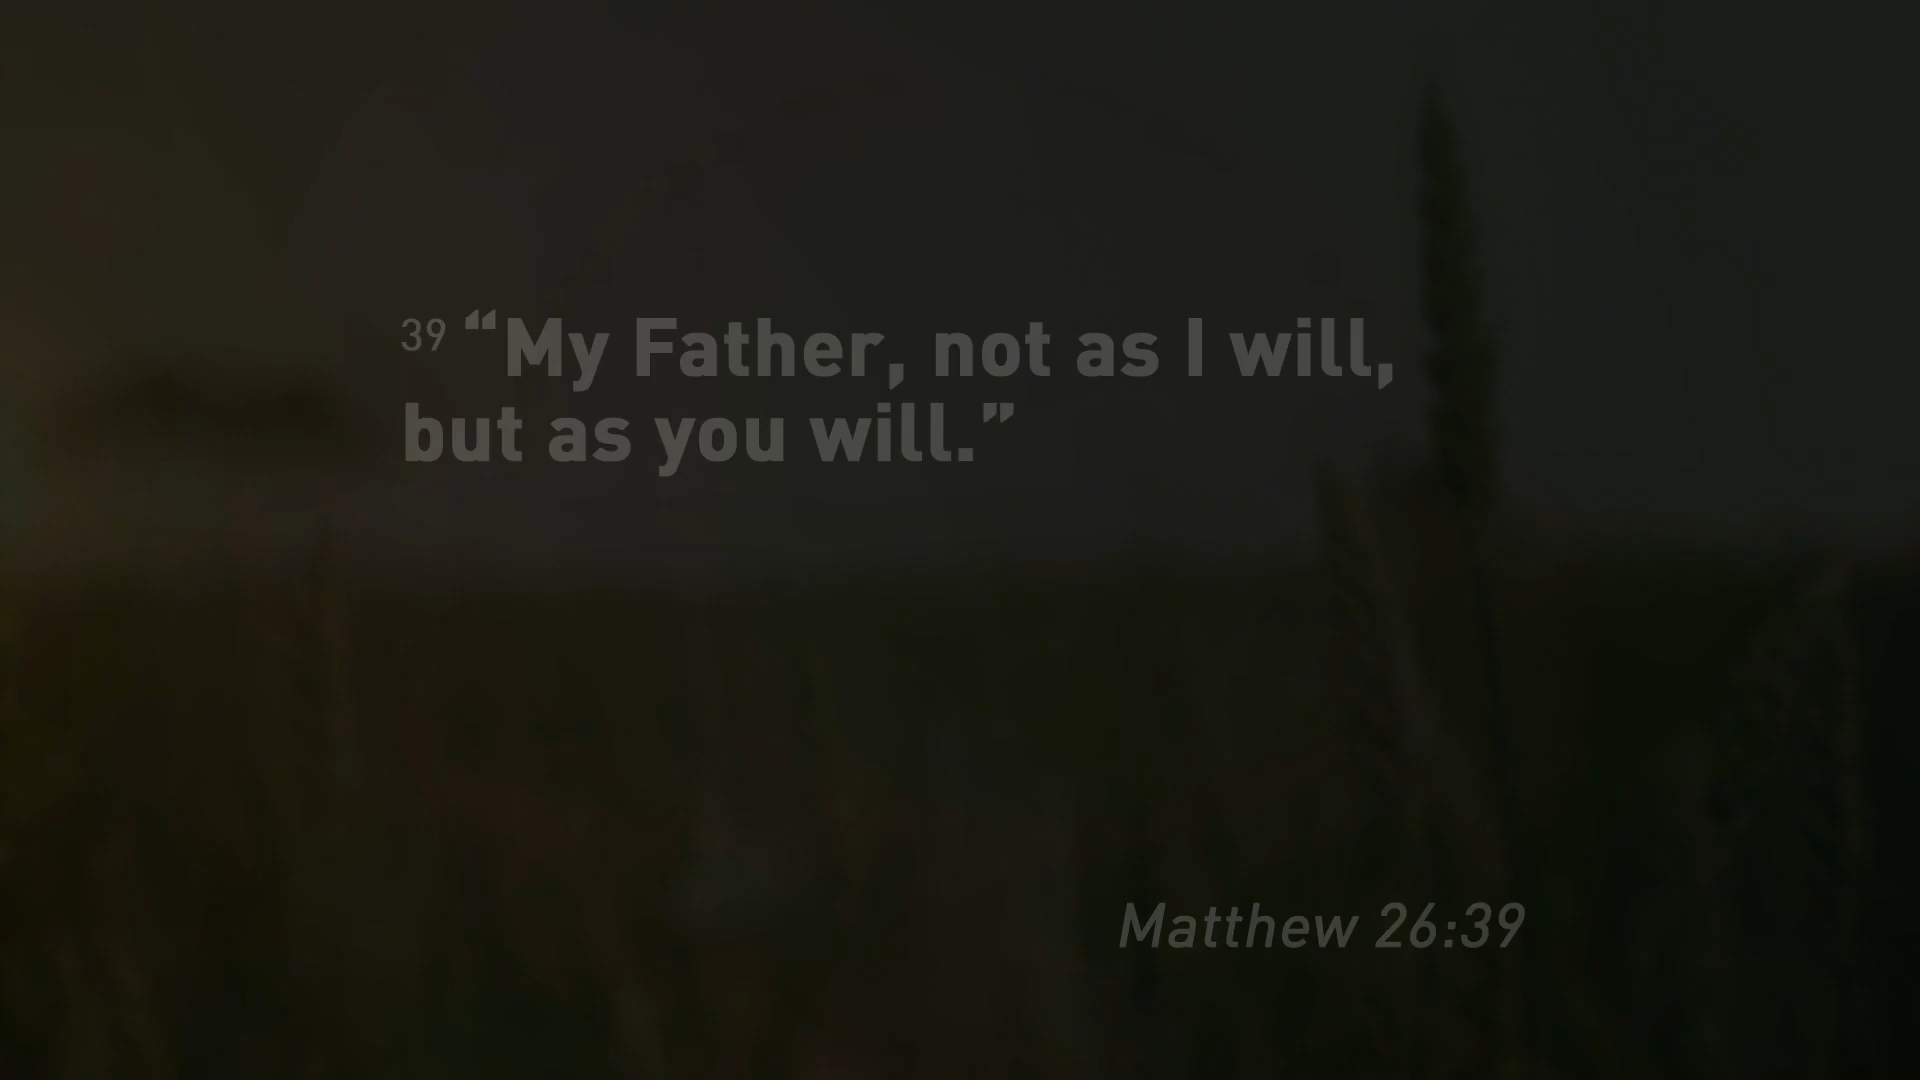 39 “My Father, not as I will,
but as you will.”
Matthew 26:39